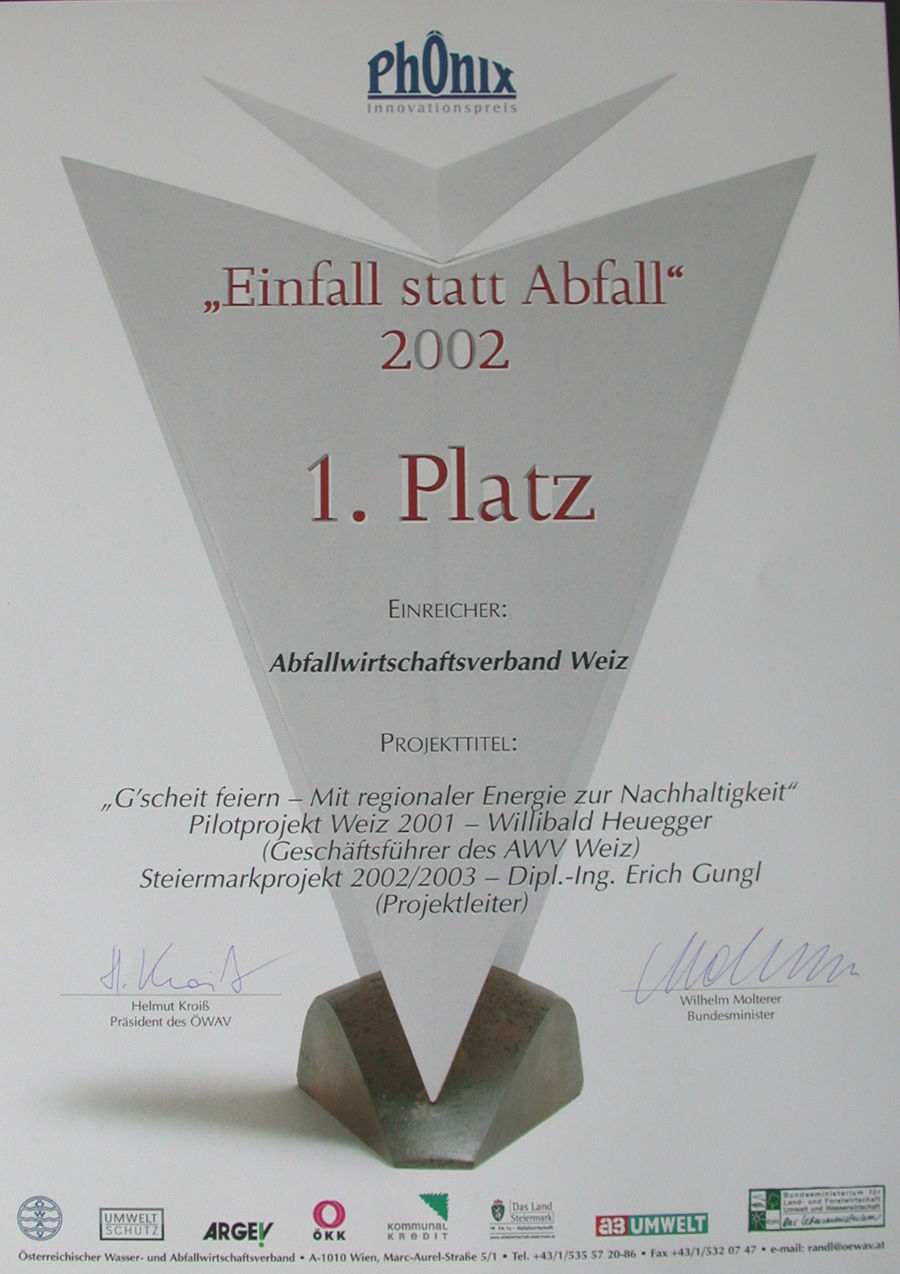 PhÖnix
Innovationspreis
„Einfall statt Abfall“
2002
1. Platz
EINREICHER:
Abfallwirtschaftsverband Weiz
PROJEKTTITEL:
„G'scheit feiern – Mit regionaler Energie zur Nachhaltigkeit“
Pilotprojekt Weiz 2001 – Willibald Heuegger
(Geschäftsführer des AWV Weiz)
Steiermarkprojekt 2002/2003 – Dipl.-Ing. Erich Gungl
(Projektleiter)
H. Kroiß
Helmut Kroiß
Präsident des ÖWAV
Molterer
Wilhelm Molterer
Bundesminister
UMWELT
SCHUTZ
ARGEV
ÖKK
KOMMUNAL
KREDIT
Das Land
Steiermark
a3 UMWELT
Bundesministerium für
Land- und Forstwirtschaft
Umwelt und Wasserwirtschaft
Österreichischer Wasser- und Abfallwirtschaftsverband • A-1010 Wien, Marc-Aurel-Straße 5/1 • Tel. +43/1/535 57 20-86 • Fax +43/1/532 07 47 • e-mail: randl@oewav.at